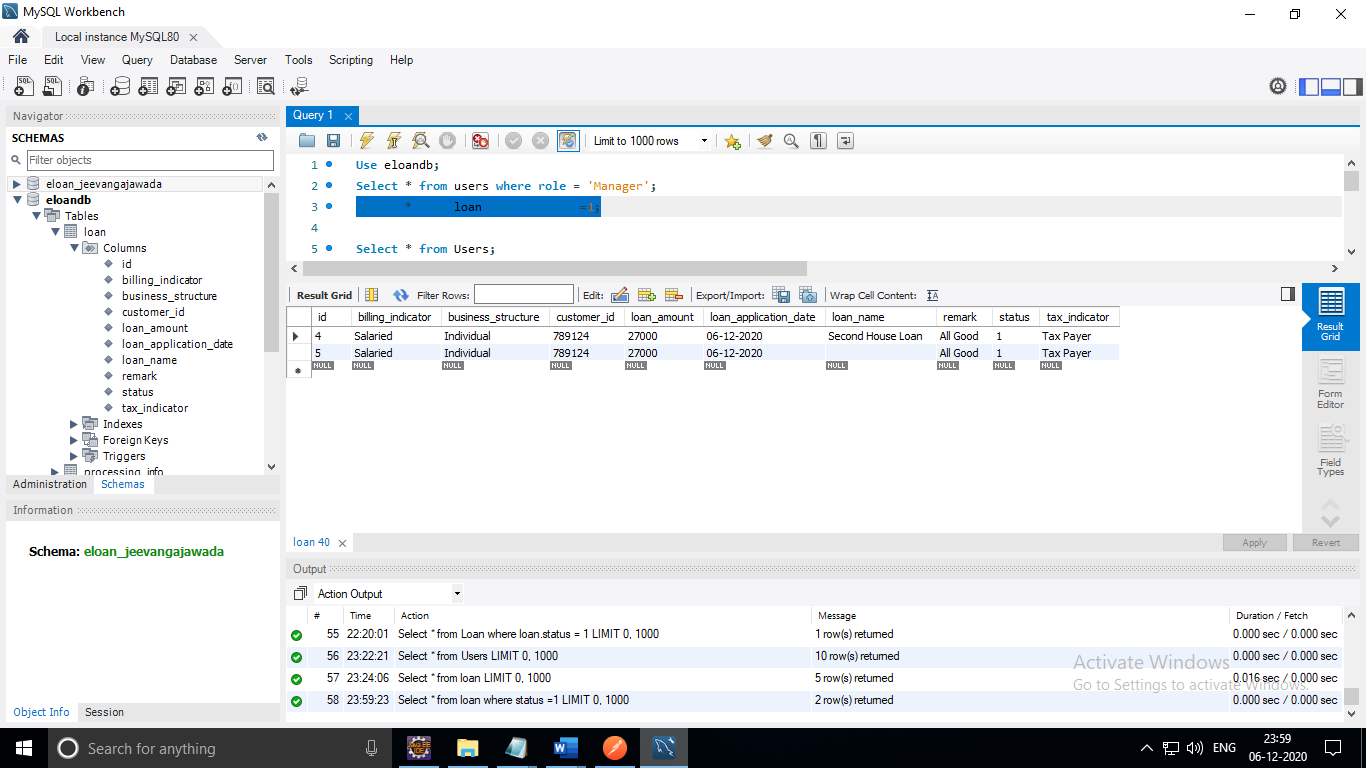 MySQL Workbench
Local instance MySQL80
File Edit View Query Database Server Tools Scripting Help
Navigator
SCHEMAS
Filter objects
eloan_jeevangajawada
eloandb
Tables
loan
Columns
id
billing_indicator
business_structure
customer_id
loan_amount
loan_application_date
loan_name
remark
status
tax_indicator
Indexes
Foreign Keys
Triggers
processing_info
Administration Schemas
Information
Schema: eloan_jeevangajawada
Object Info Session
Query 1
Limit to 1000 rows
1 Use eloandb;
2 Select * from users where role = 'Manager';
3 * loan =1;
4
5 Select * from Users;
Result Grid Filter Rows: Edit: Export/Import: Wrap Cell Content:
id billing_indicator business_structure customer_id loan_amount loan_application_date loan_name remark status tax_indicator
4 Salaried Individual 789124 27000 06-12-2020 Second House Loan All Good 1 Tax Payer
5 Salaried Individual 789124 27000 06-12-2020 All Good 1 Tax Payer
NULL NULL NULL NULL NULL NULL NULL NULL NULL NULL
Result Grid
Form Editor
Field Types
loan 40
Apply Revert
Output
Action Output
# Time Action Message Duration / Fetch
55 22:20:01 Select * from Loan where loan.status = 1 LIMIT 0, 1000 1 row(s) returned 0.000 sec / 0.000 sec
56 23:22:21 Select * from Users LIMIT 0, 1000 10 row(s) returned 0.000 sec / 0.000 sec
57 23:24:06 Select * from loan LIMIT 0, 1000 5 row(s) returned 0.016 sec / 0.000 sec
58 23:59:23 Select * from loan where status =1 LIMIT 0, 1000 2 row(s) returned 0.000 sec / 0.000 sec
Activate Windows
Go to Settings to activate Windows.
Search for anything
ENG
23:59
06-12-2020